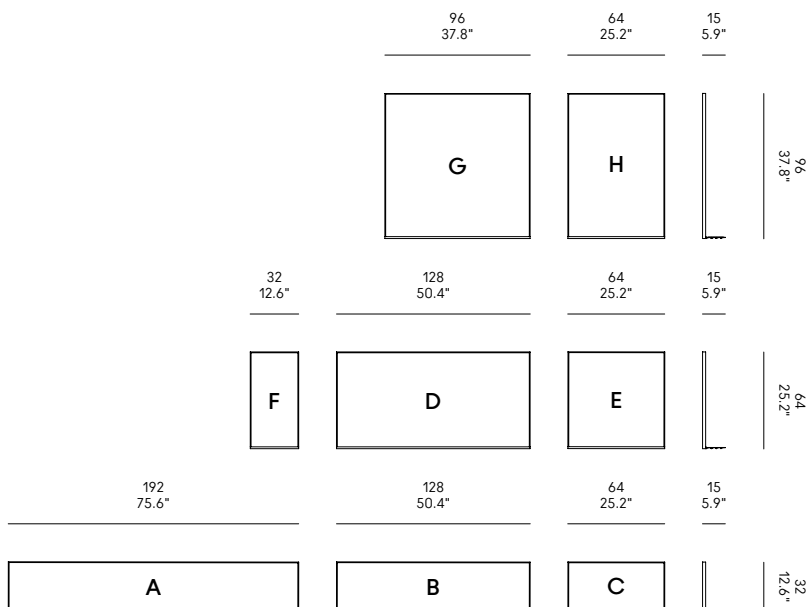 96 64 15
37.8" 25.2" 5.9"
G H
96
37.8"
32 128 64 15
12.6" 50.4" 25.2" 5.9"
F D E
64
25.2"
192 128 64 15
75.6" 50.4" 25.2" 5.9"
A B C
32
12.6"